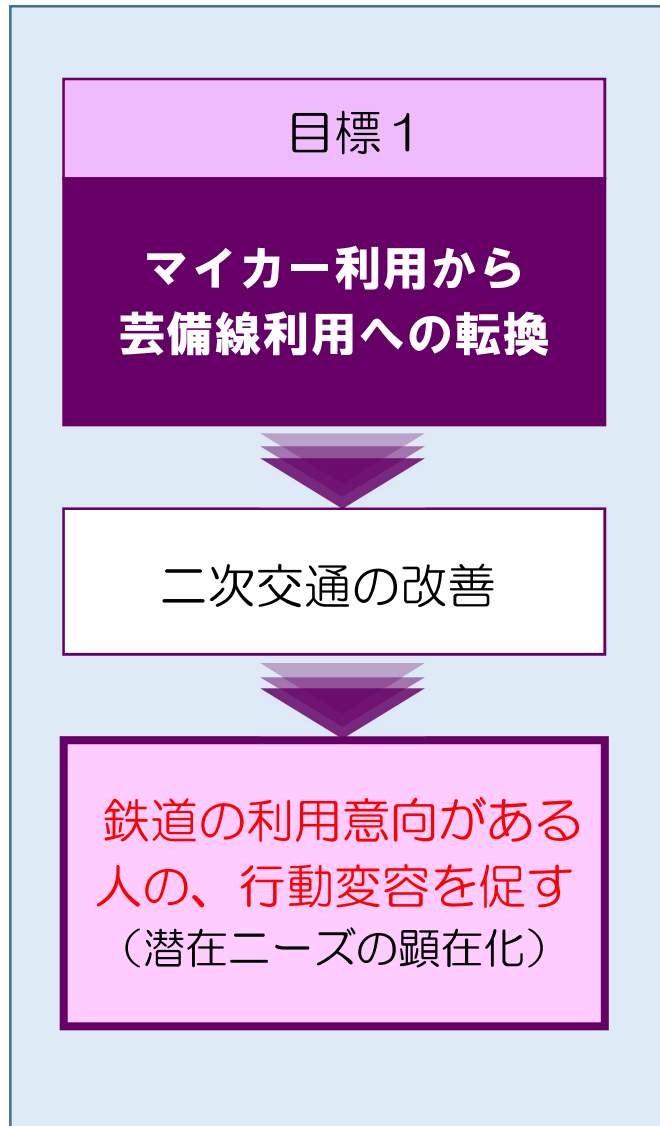 目標１
マイカー利用から
芸備線利用への転換
二次交通の改善
鉄道の利用意向がある
人の、行動変容を促す
（潜在ニーズの顕在化）